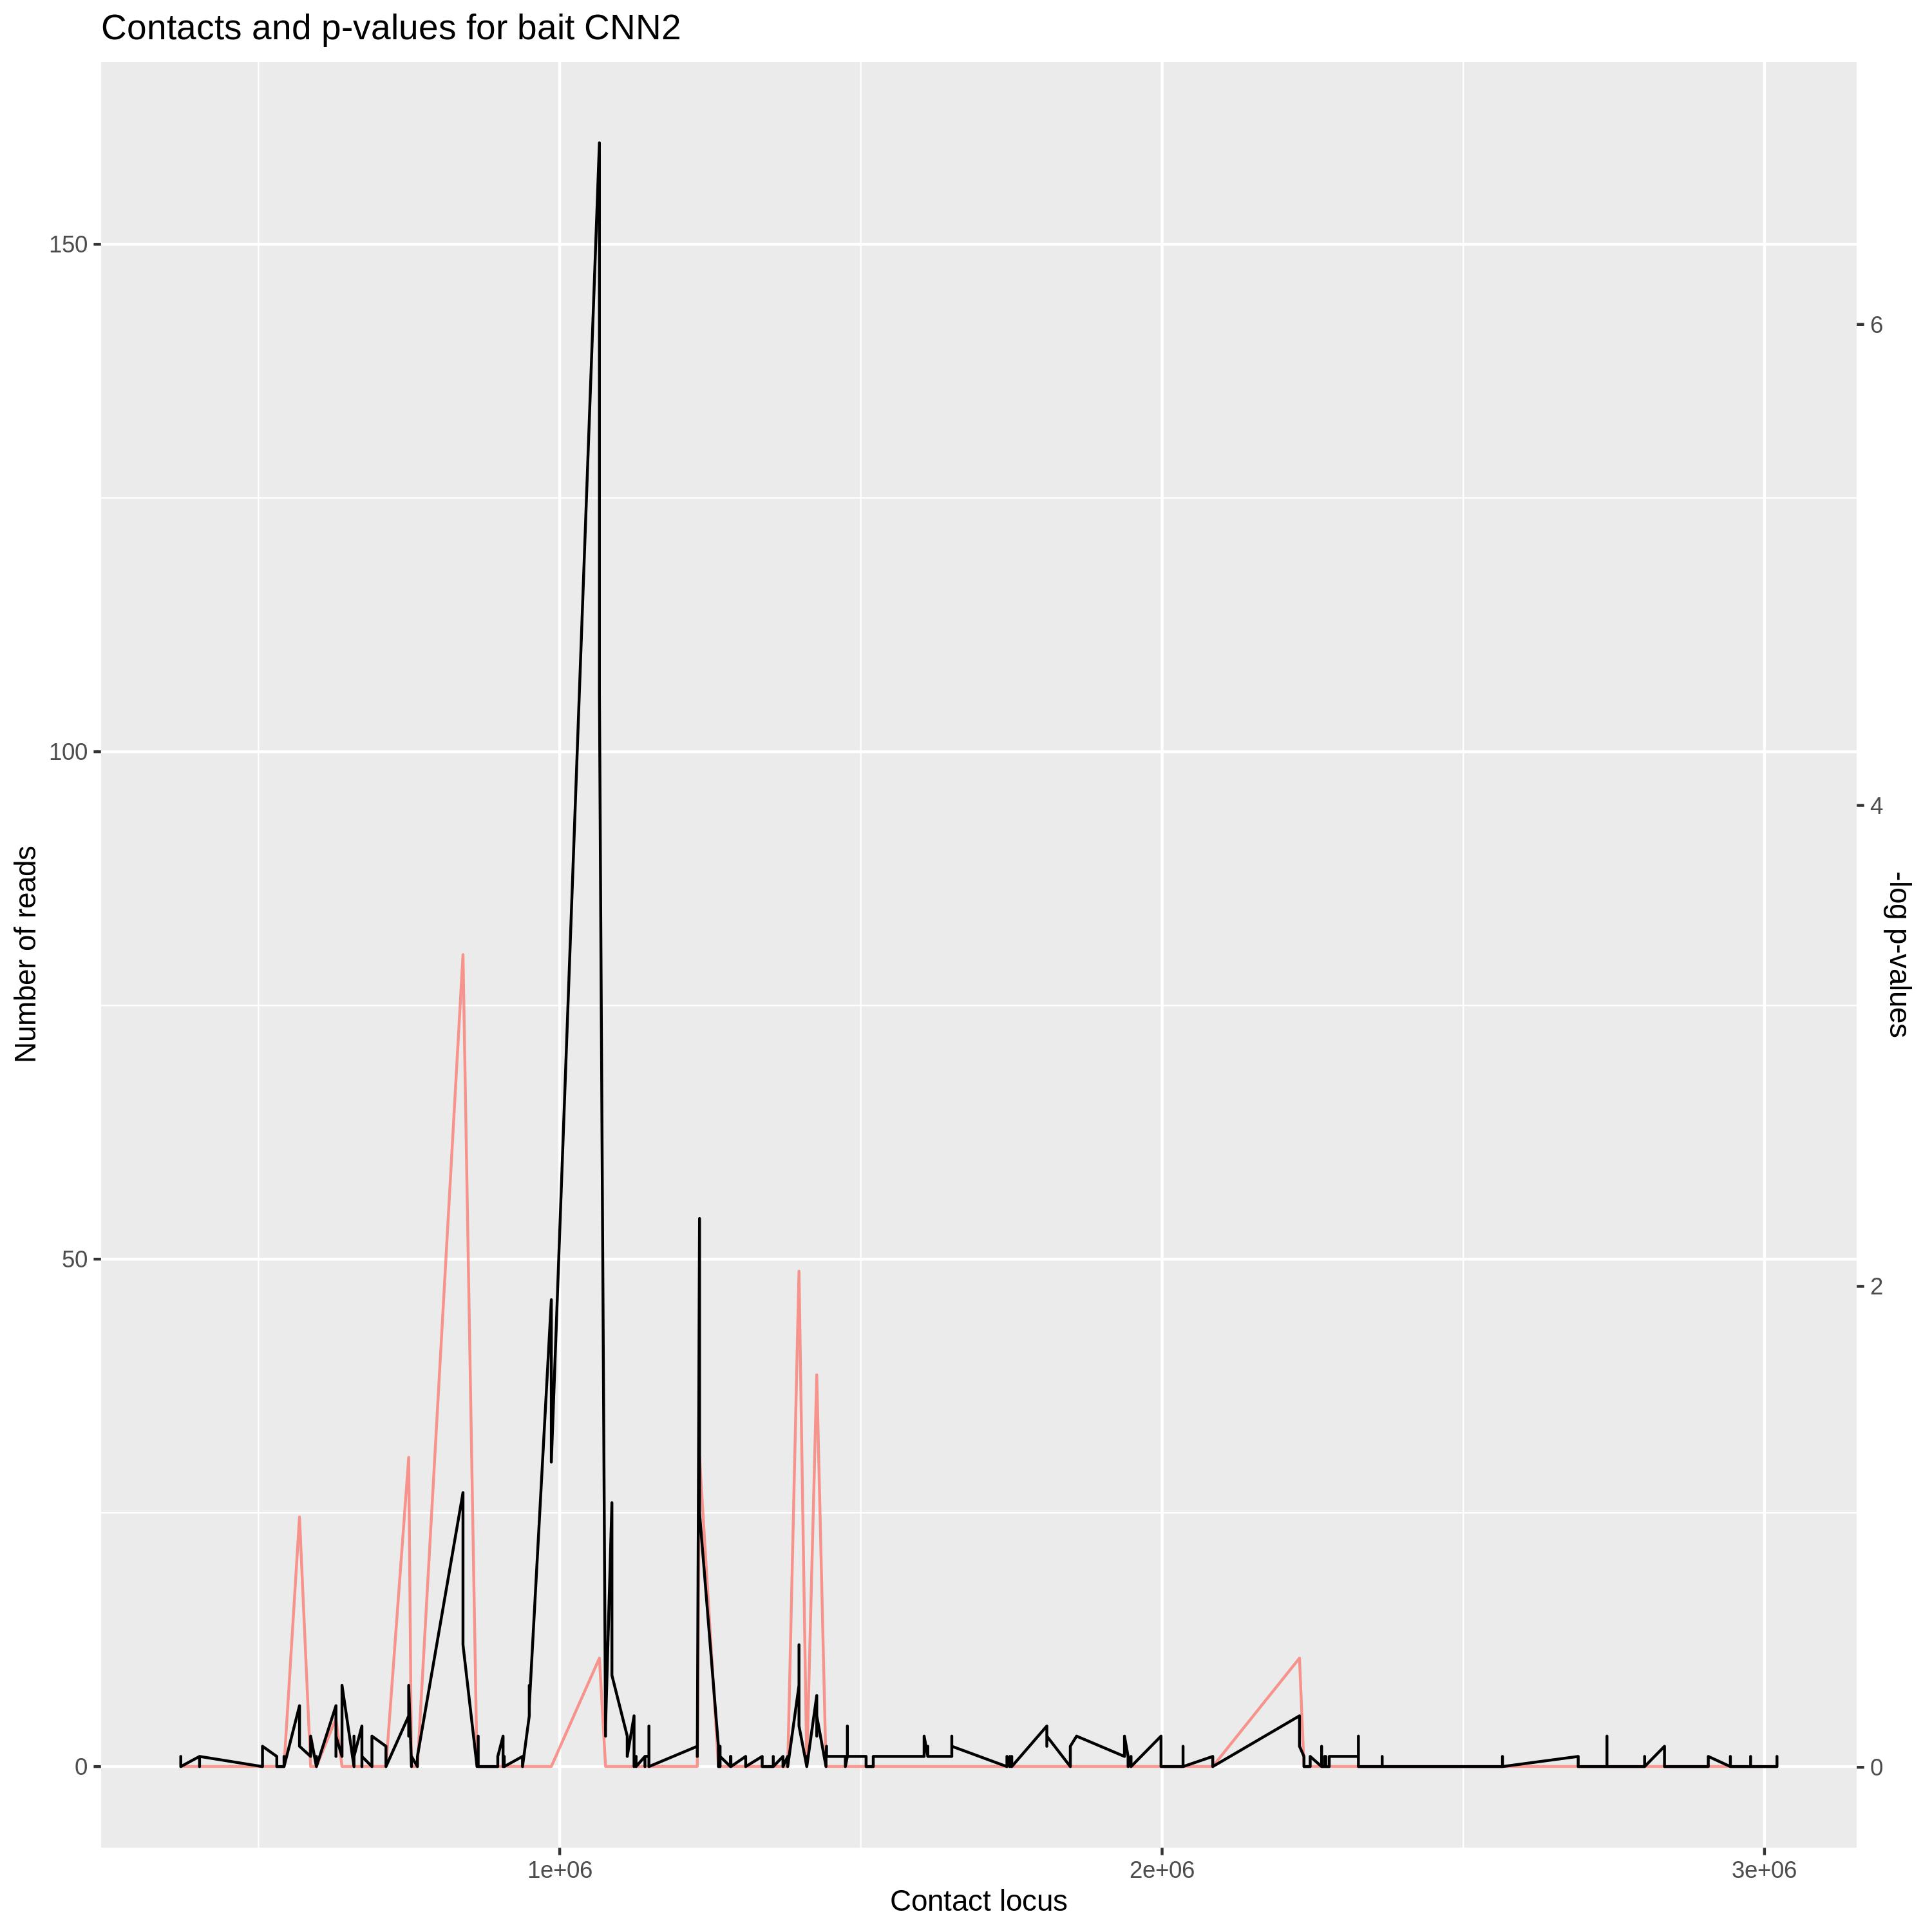 Contacts and p-values for bait CNN2
150
100
50
0
Number of reads
6
4
2
0
-log p-values
1e+06
2e+06
3e+06
Contact locus